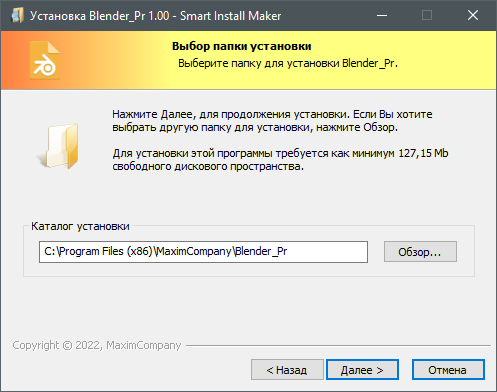 Установка Blender_Pr 1.00 - Smart Install Maker
Выбор папки установки
Выберите папку для установки Blender_Pr.
Нажмите Далее, для продолжения установки. Если Вы хотите
выбрать другую папку для установки, нажмите Обзор.
Для установки этой программы требуется как минимум 127,15 Mb
свободного дискового пространства.
Каталог установки
C:\Program Files (x86)\MaximCompany\Blender_Pr
Обзор...
Copyright © 2022, MaximCompany
< Назад
Далее >
Отмена